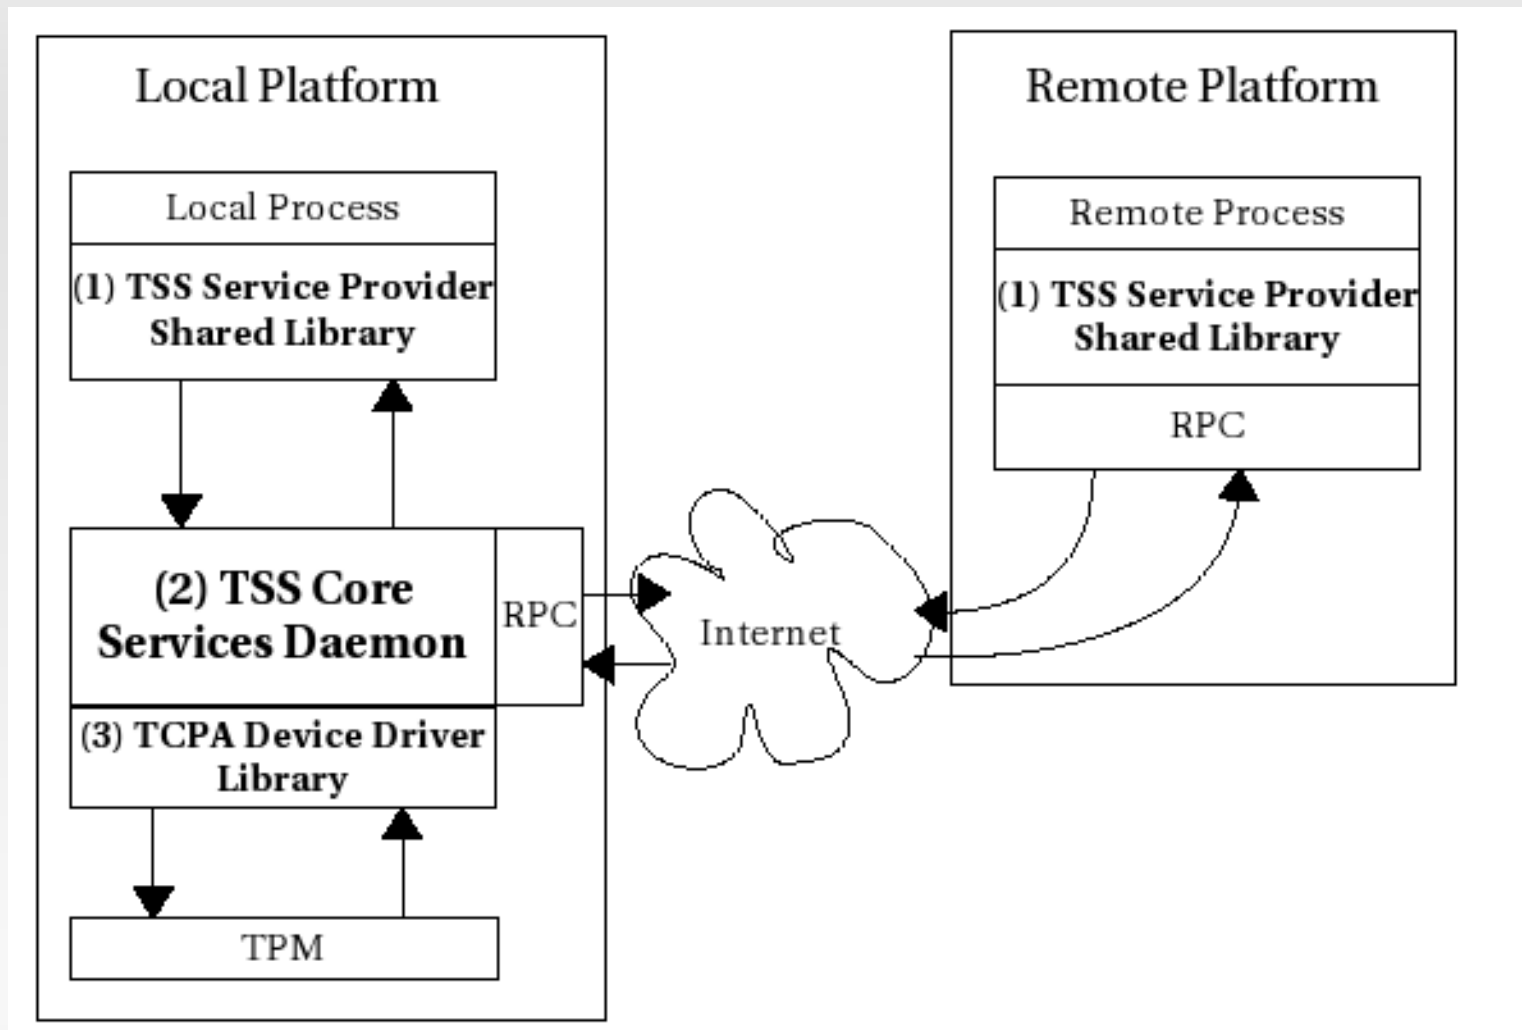 Local Platform
Local Process
(1) TSS Service Provider
Shared Library
(2) TSS Core
Services Daemon
RPC
(3) TCPA Device Driver
Library
TPM
Internet
Remote Platform
Remote Process
(1) TSS Service Provider
Shared Library
RPC